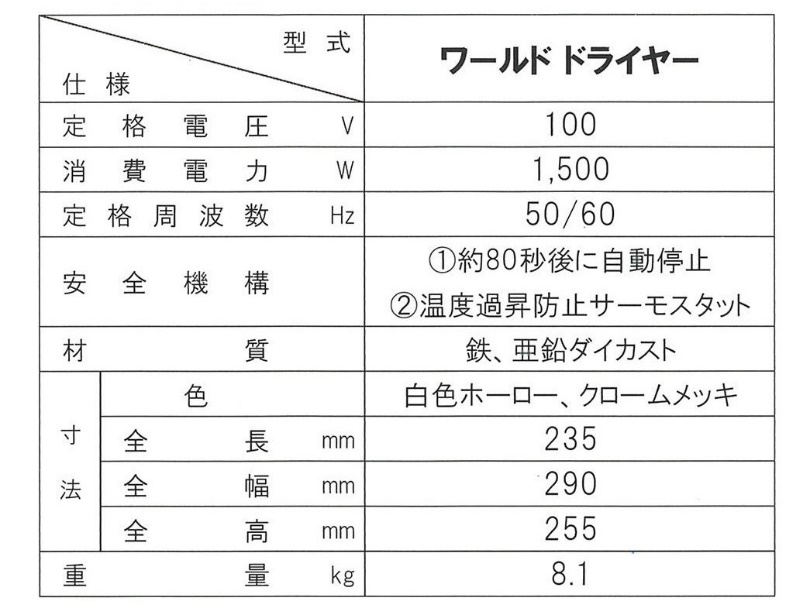 型式
ワールド ドライヤー
仕様
定格電圧 V 100
消費電力 W 1,500
定格周波数 Hz 50/60
安全機構
①約80秒後に自動停止
②温度過昇防止サーモスタット
材質 鉄、亜鉛ダイカスト
寸法
色 白色ホーロー、クロームメッキ
全長 mm 235
全幅 mm 290
全高 mm 255
重量 kg 8.1